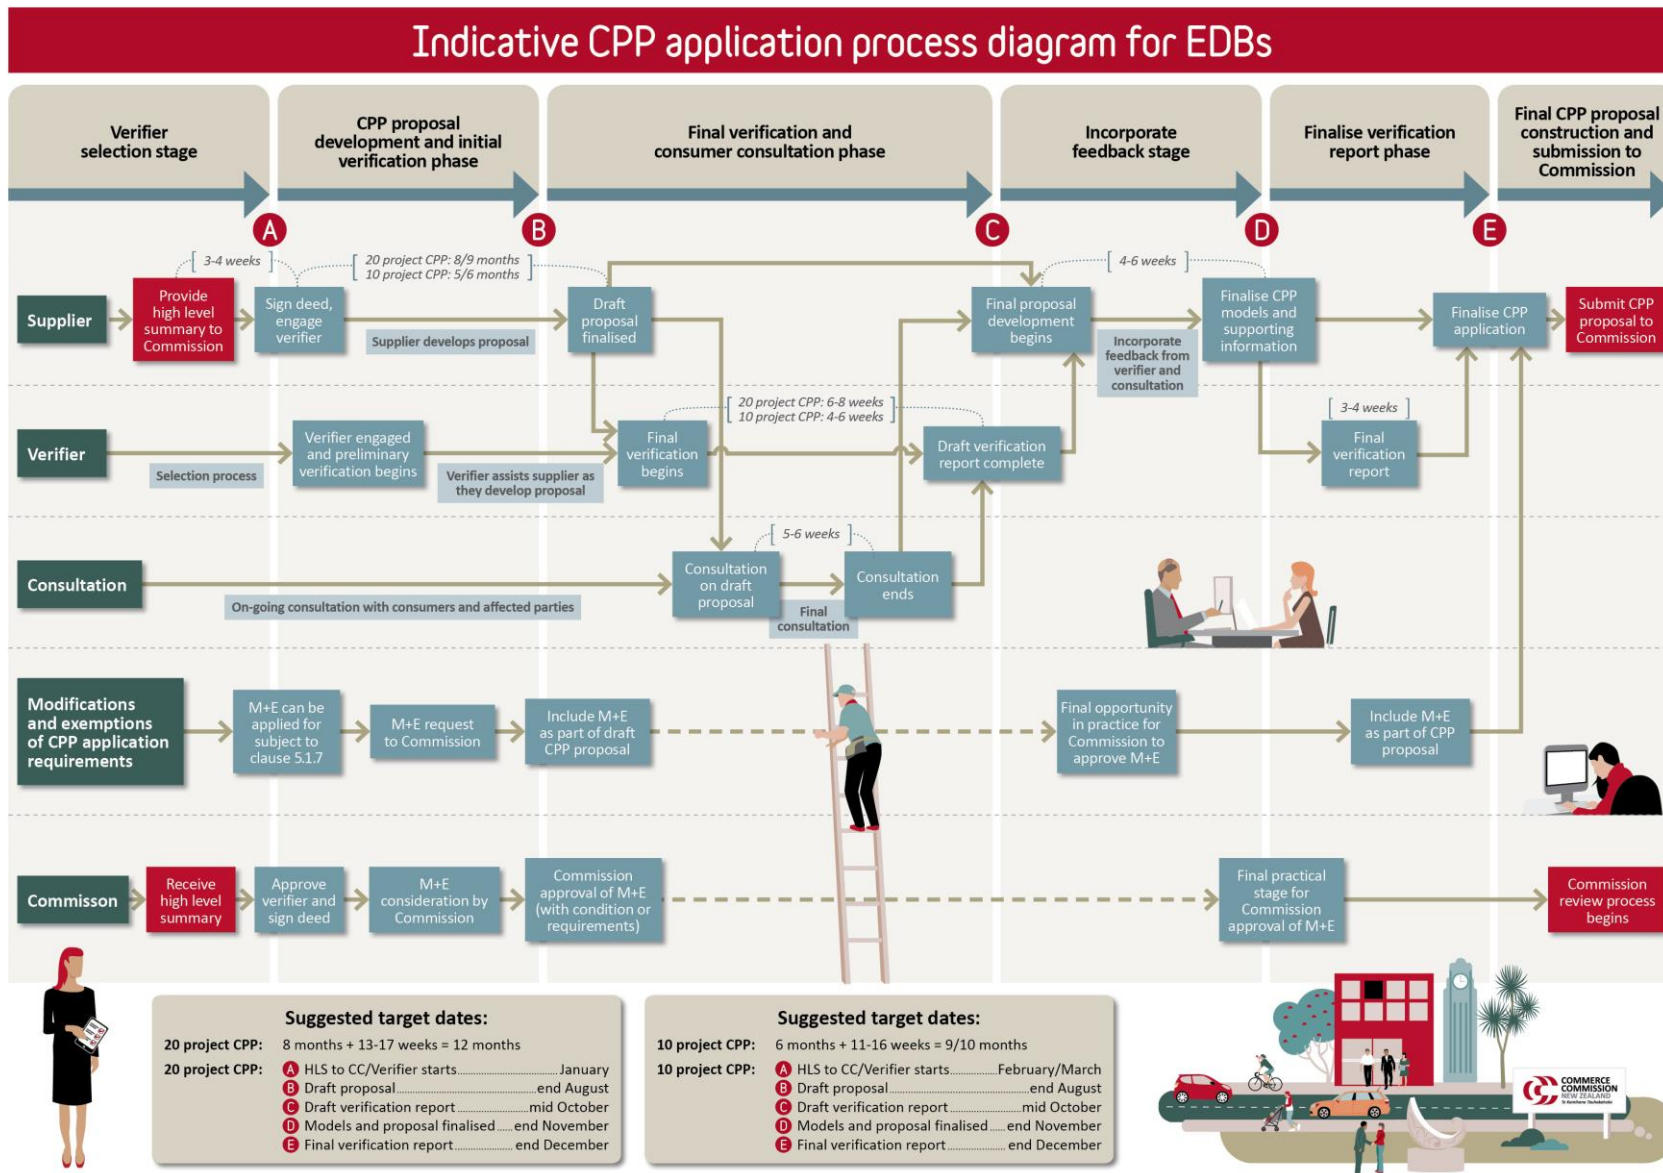 Indicative CPP application process diagram for EDBs
Verifier
selection stage
CPP proposal
development and initial
verification phase
Final verification and
consumer consultation phase
Incorporate
feedback stage
Finalise verification
report phase
Final CPP proposal
construction and
submission to
Commission
A
B
C
D
E
3-4 weeks
20 project CPP: 8/9 months
10 project CPP: 5/6 months
4-6 weeks
Supplier
Provide
high level
summary to
Commission
Sign deed,
engage
verifier
Supplier develops proposal
Draft
proposal
finalised
Final proposal
development
begins
Incorporate
feedback from
verifier and
consultation
Finalise CPP
models and
supporting
information
Finalise CPP
application
Submit CPP
proposal to
Commission
20 project CPP: 6-8 weeks
10 project CPP: 4-6 weeks
3-4 weeks
Verifier
Selection process
Verifier engaged
and preliminary
verification begins
Verifier assists supplier as
they develop proposal
Final
verification
begins
Draft verification
report complete
Final
verification
report
5-6 weeks
Consultation
On-going consultation with consumers and affected parties
Consultation
on draft
proposal
Final
consultation
Consultation
ends
Modifications
and exemptions
of CPP application
requirements
M+E can be
applied for
subject to
clause 5.1.7
M+E request
to Commission
Include M+E
as part of draft
CPP proposal
Final opportunity
in practice for
Commission to
approve M+E
Include M+E
as part of CPP
proposal
Commisson
Receive
high level
summary
Approve
verifier and
sign deed
M+E
consideration by
Commission
Commission
approval of M+E
(with condition or
requirements)
Final practical
stage for
Commission
approval of M+E
Commission
review process
begins
Suggested target dates:
20 project CPP: 8 months + 13-17 weeks = 12 months
20 project CPP: A HLS to CC/Verifier starts............January
B Draft proposal............end August
C Draft verification report............mid October
D Models and proposal finalised.....end November
E Final verification report............end December
Suggested target dates:
10 project CPP: 6 months + 11-16 weeks = 9/10 months
10 project CPP: A HLS to CC/Verifier starts............February/March
B Draft proposal............end August
C Draft verification report............mid October
D Models and proposal finalised.....end November
E Final verification report............end December
COMMERCE
COMMISSION
NEW ZEALAND
Te Komihana Tauhokohoko